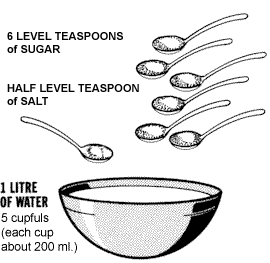 6 LEVEL TEASPOONS
of SUGAR
HALF LEVEL TEASPOON
of SALT
1 LITRE
OF WATER
5 cupfuls
(each cup
about 200 ml.)